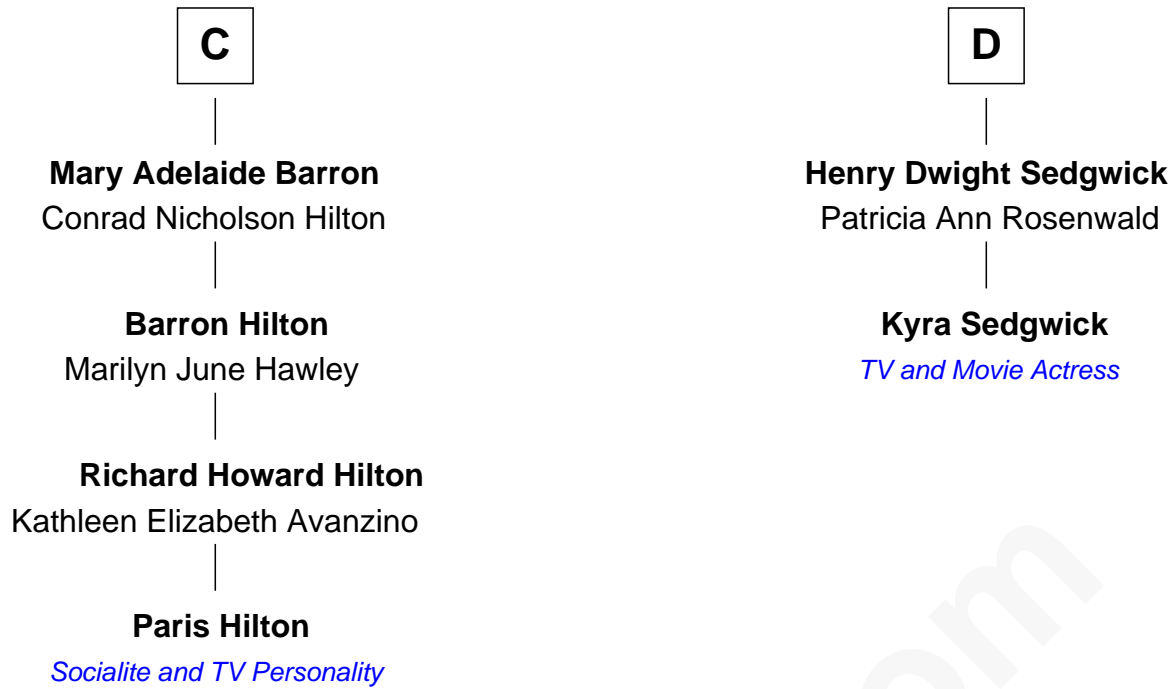 C
Mary Adelaide Barron
Conrad Nicholson Hilton
Barron Hilton
Marilyn June Hawley
Richard Howard Hilton
Kathleen Elizabeth Avanzino
Paris Hilton
Socialite and TV Personality
D
Henry Dwight Sedgwick
Patricia Ann Rosenwald
Kyra Sedgwick
TV and Movie Actress
om